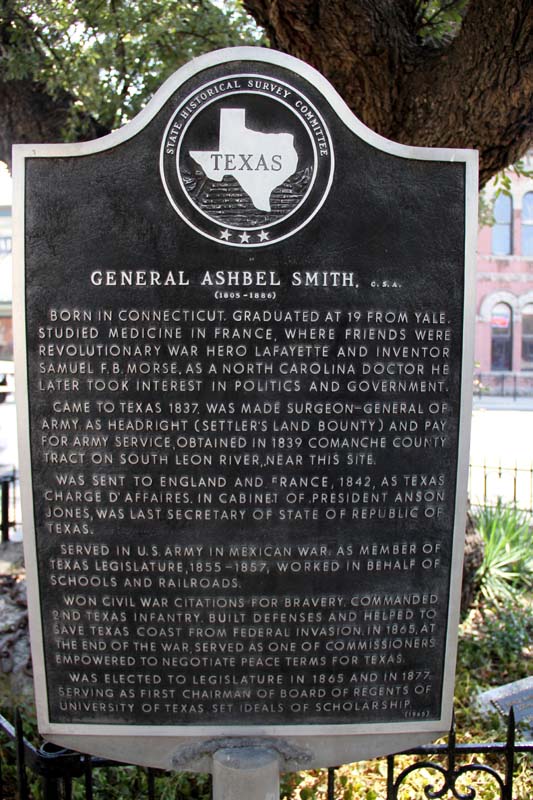 STATE HISTORICAL SURVEY COMMITTEE
TEXAS
GENERAL ASHBEL SMITH, C.S.A.
(1805-1886)
BORN IN CONNECTICUT. GRADUATED AT 19 FROM YALE.
STUDIED MEDICINE IN FRANCE, WHERE FRIENDS WERE
REVOLUTIONARY WAR HERO LAFAYETTE AND INVENTOR
SAMUEL F.B. MORSE. AS A NORTH CAROLINA DOCTOR HE
LATER TOOK INTEREST IN POLITICS AND GOVERNMENT.
CAME TO TEXAS 1837. WAS MADE SURGEON-GENERAL OF
ARMY. AS HEADRIGHT (SETTLER'S LAND BOUNTY) AND PAY
FOR ARMY SERVICE, OBTAINED IN 1839 COMANCHE COUNTY
TRACT ON SOUTH LEON RIVER, NEAR THIS SITE.
WAS SENT TO ENGLAND AND FRANCE, 1842, AS TEXAS
CHARGE D'AFFAIRES. IN CABINET OF PRESIDENT ANSON
JONES, WAS LAST SECRETARY OF STATE OF REPUBLIC OF
TEXAS.
SERVED IN U.S. ARMY IN MEXICAN WAR. AS MEMBER OF
TEXAS LEGISLATURE, 1855-1857, WORKED IN BEHALF OF
SCHOOLS AND RAILROADS.
WON CIVIL WAR CITATIONS FOR BRAVERY. COMMANDED
2ND TEXAS INFANTRY. BUILT DEFENSES AND HELPED TO
SAVE TEXAS COAST FROM FEDERAL INVASION. IN 1865, AT
THE END OF THE WAR, SERVED AS ONE OF COMMISSIONERS
EMPOWERED TO NEGOTIATE PEACE TERMS FOR TEXAS.
WAS ELECTED TO LEGISLATURE IN 1865 AND IN 1877.
SERVING AS FIRST CHAIRMAN OF BOARD OF REGENTS OF
UNIVERSITY OF TEXAS, SET IDEALS OF SCHOLARSHIP.
(1965)